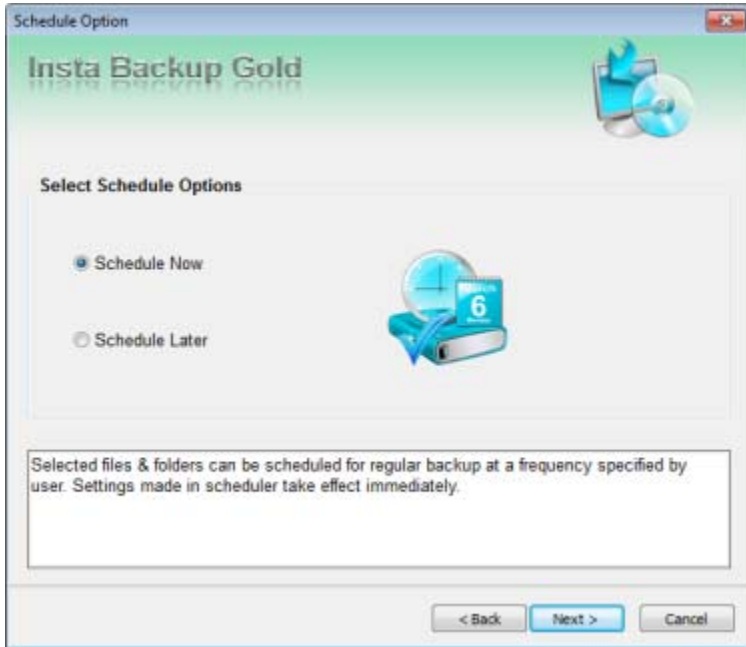 Schedule Option
Insta Backup Gold
Select Schedule Options
Schedule Now
6
Schedule Later
Selected files & folders can be scheduled for regular backup at a frequency specified by
user. Settings made in scheduler take effect immediately.
< Back
Next >
Cancel